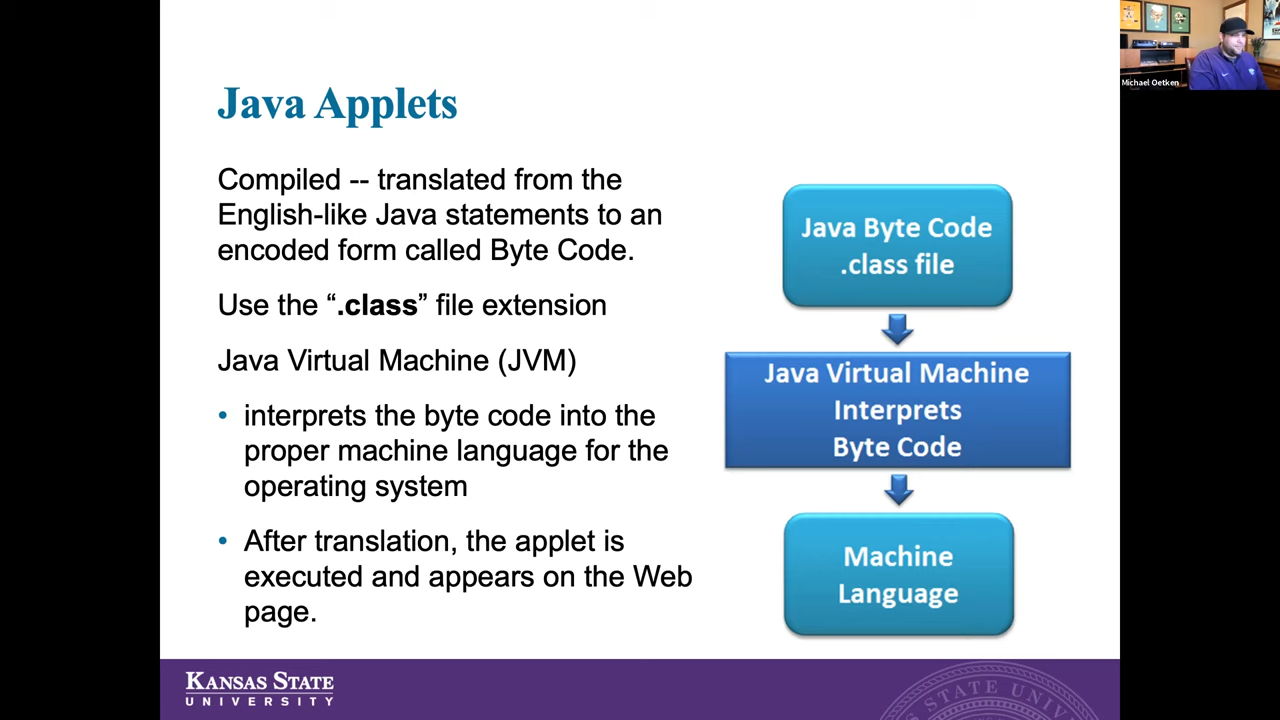 Michael Oetken
Java Applets
Compiled -- translated from the
English-like Java statements to an
encoded form called Byte Code.
Use the “.class” file extension
Java Virtual Machine (JVM)
• interprets the byte code into the
proper machine language for the
operating system
• After translation, the applet is
executed and appears on the Web
page.
Java Byte Code
.class file
Java Virtual Machine
Interprets
Byte Code
Machine
Language
KANSAS STATE
UNIVERSITY
STATE UNIV